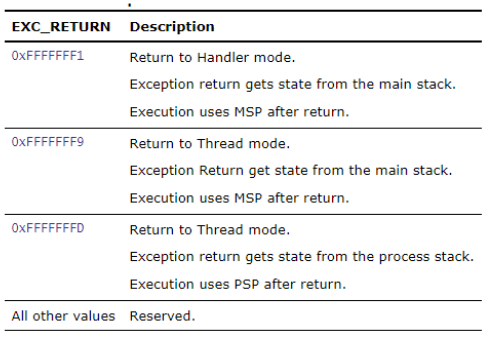 EXC_RETURN Description
0xFFFFFFF1 Return to Handler mode.
Exception return gets state from the main stack.
Execution uses MSP after return.
0xFFFFFFF9 Return to Thread mode.
Exception Return get state from the main stack.
Execution uses MSP after return.
0xFFFFFFFD Return to Thread mode.
Exception return gets state from the process stack.
Execution uses PSP after return.
All other values Reserved.